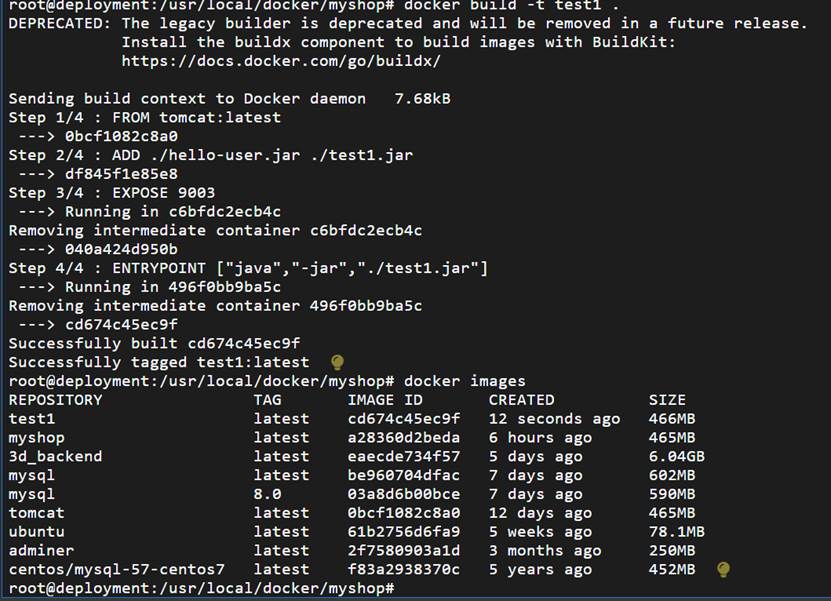 root@deployment:/usr/local/docker/myshop# docker build -t test1 .
DEPRECATED: The legacy builder is deprecated and will be removed in a future release.
            Install the buildx component to build images with BuildKit:
            https://docs.docker.com/go/buildx/

Sending build context to Docker daemon   7.68kB
Step 1/4 : FROM tomcat:latest
 ---> 0bcf1082c8a0
Step 2/4 : ADD ./hello-user.jar ./test1.jar
 ---> df845f1e85e8
Step 3/4 : EXPOSE 9003
 ---> Running in c6bfdc2ecb4c
Removing intermediate container c6bfdc2ecb4c
 ---> 040a424d950b
Step 4/4 : ENTRYPOINT ["java","-jar","./test1.jar"]
 ---> Running in 496f0bb9ba5c
Removing intermediate container 496f0bb9ba5c
 ---> cd674c45ec9f
Successfully built cd674c45ec9f
Successfully tagged test1:latest
root@deployment:/usr/local/docker/myshop# docker images
REPOSITORY                TAG       IMAGE ID       CREATED          SIZE
test1                     latest    cd674c45ec9f   12 seconds ago   466MB
myshop                    latest    a28360d2beda   6 hours ago      465MB
3d_backend                latest    eaecde734f57   5 days ago       6.04GB
mysql                     latest    be960704dfac   7 days ago       602MB
mysql                     8.0       03a8d6b00bce   7 days ago       590MB
tomcat                    latest    0bcf1082c8a0   12 days ago      465MB
ubuntu                    latest    61b2756d6fa9   5 weeks ago      78.1MB
adminer                   latest    2f7580903a1d   3 months ago     250MB
centos/mysql-57-centos7   latest    f83a2938370c   5 years ago      452MB
root@deployment:/usr/local/docker/myshop#